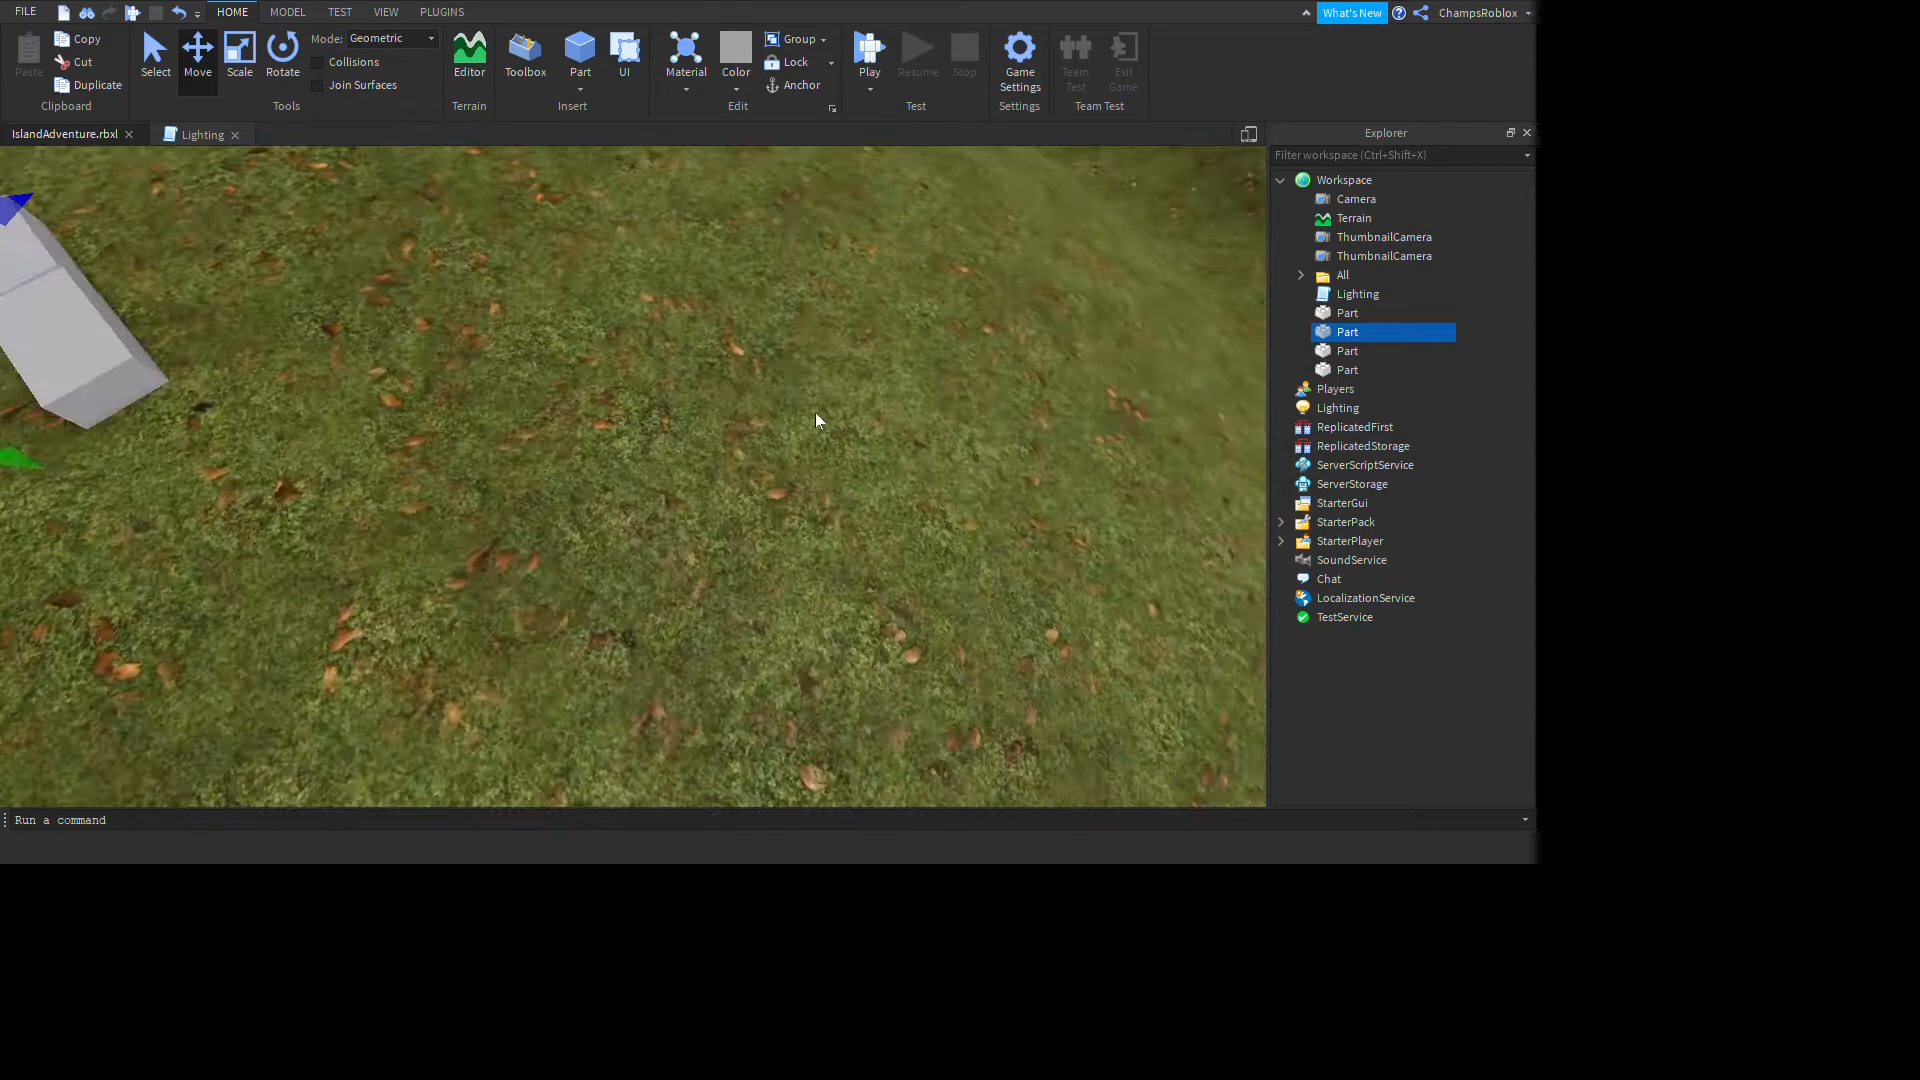 FILE HOME MODEL TEST VIEW PLUGINS What's New ChampsRoblox
Paste
Copy
Cut
Duplicate
Clipboard
Select Move Scale Rotate
Mode: Geometric
Collisions
Join Surfaces
Tools
Editor
Terrain
Toolbox Part UI
Insert
Material Color
Group
Lock
Anchor
Edit
Play Resume Stop
Test
Game
Settings
Settings
Team
Test
Exit
Game
Team Test
IslandAdventure.rbxl Lighting
Explorer
Filter workspace (Ctrl+Shift+X)
Workspace
Camera
Terrain
ThumbnailCamera
ThumbnailCamera
All
Lighting
Part
Part
Part
Part
Players
Lighting
ReplicatedFirst
ReplicatedStorage
ServerScriptService
ServerStorage
StarterGui
StarterPack
StarterPlayer
SoundService
Chat
LocalizationService
TestService
Run a command